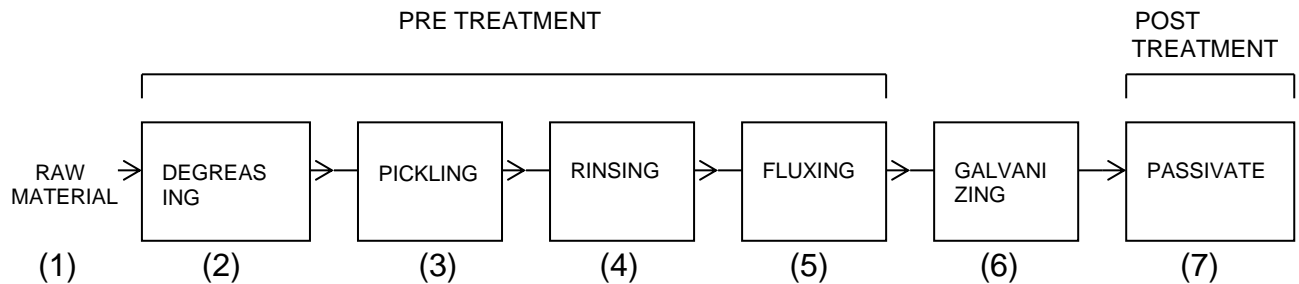 PRE TREATMENT
POST
TREATMENT
RAW
MATERIAL
DEGREAS
ING
PICKLING
RINSING
FLUXING
GALVANI
ZING
PASSIVATE
(1)
(2)
(3)
(4)
(5)
(6)
(7)